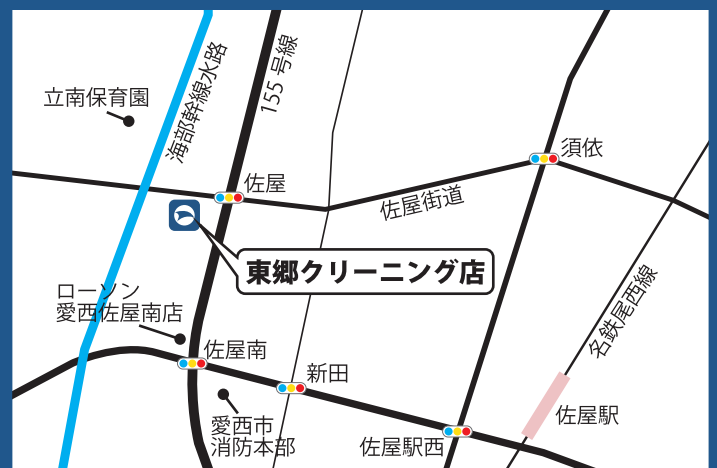 立南保育園
海部幹線水路
155号線
佐屋
佐屋街道
須依
東郷クリーニング店
名鉄尾西線
ローソン
愛西佐屋南店
佐屋南
新田
愛西市
消防本部
佐屋駅西
佐屋駅